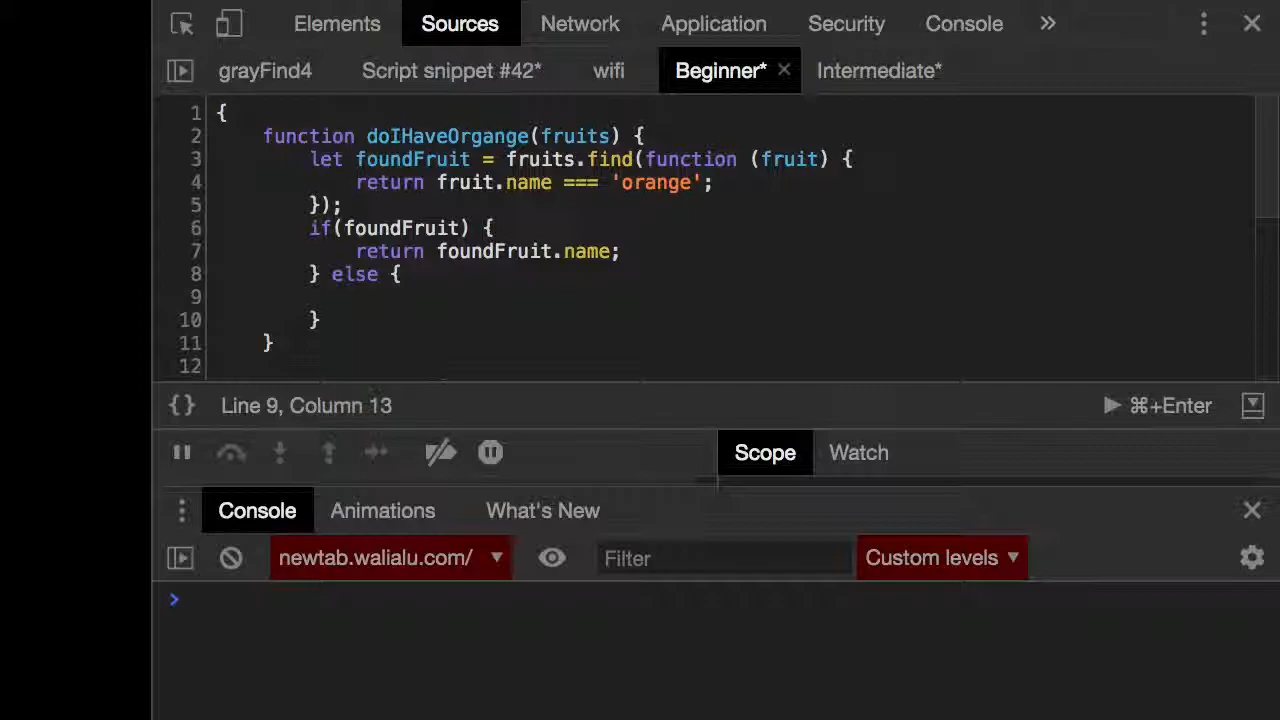 Elements Sources Network Application Security Console »
grayFind4 Script snippet #42* wifi Beginner* × Intermediate*
1 {
2 function doIHaveOrgange(fruits) {
3 let foundFruit = fruits.find(function (fruit) {
4 return fruit.name === 'orange';
5 });
6 if(foundFruit) {
7 return foundFruit.name;
8 } else {
9
10 }
11 }
12
{} Line 9, Column 13 ⌘+Enter
Scope Watch
Console Animations What's New
newtab.walialu.com/ Filter Custom levels
>